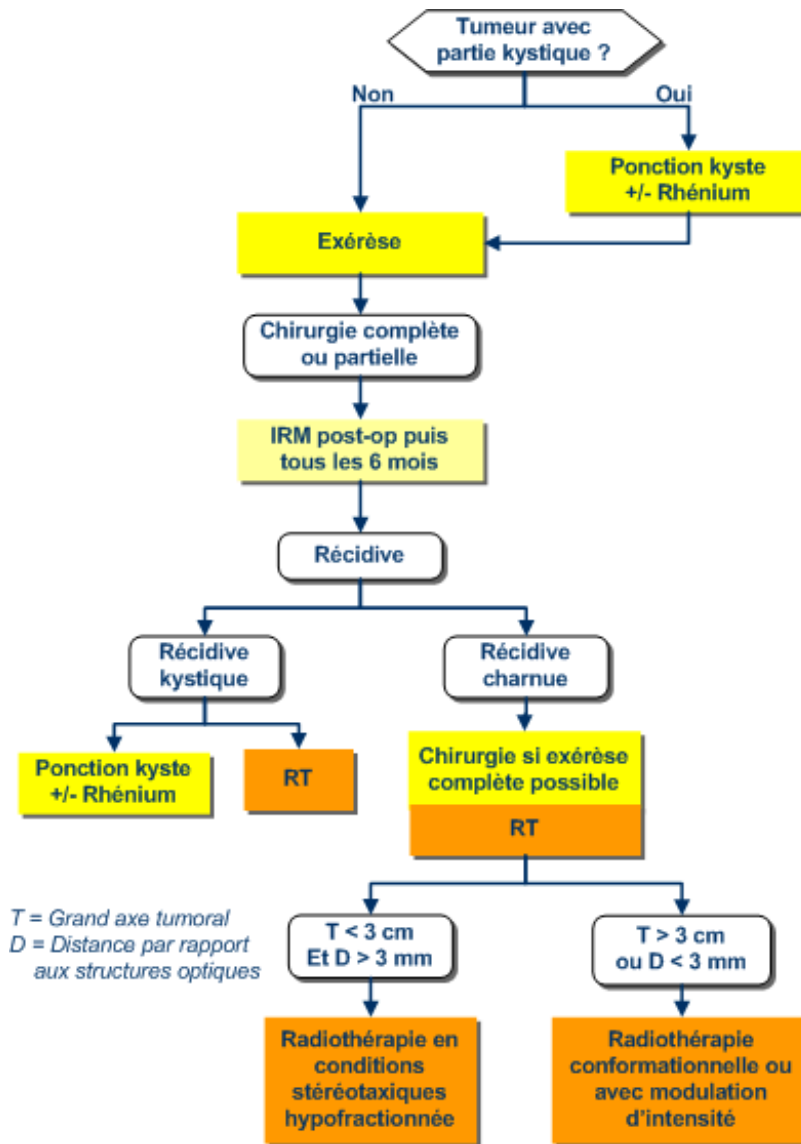 Tumeur avec
partie kystique ?
Non
Oui
Ponction kyste
+/- Rhénium
Exérèse
Chirurgie complète
ou partielle
IRM post-op puis
tous les 6 mois
Récidive
Récidive
kystique
Récidive
charnue
Ponction kyste
+/- Rhénium
RT
Chirurgie si exérèse
complète possible
RT
T = Grand axe tumoral
D = Distance par rapport
aux structures optiques
T < 3 cm
Et D > 3 mm
T > 3 cm
ou D < 3 mm
Radiothérapie en
conditions
stéréotaxiques
hypofractionnée
Radiothérapie
conformationnelle ou
avec modulation
d'intensité